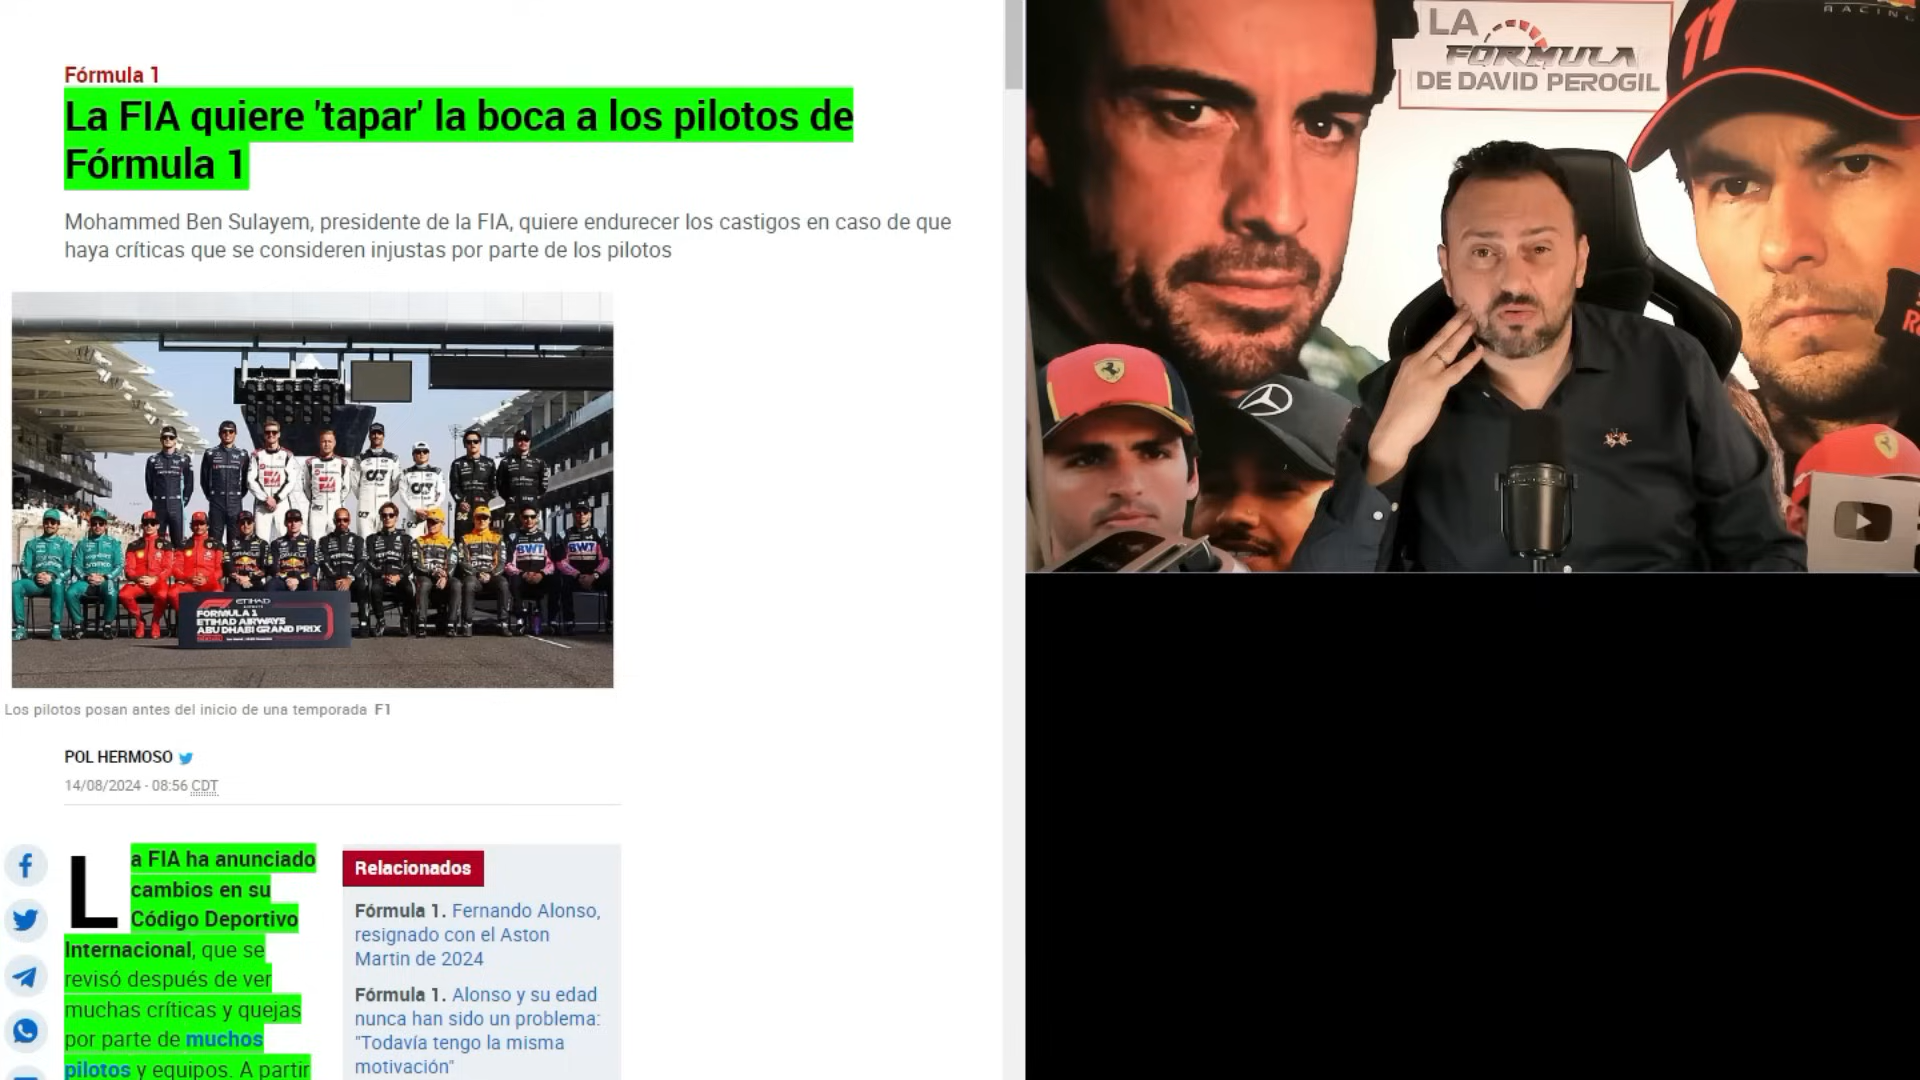 Fórmula 1
La FIA quiere 'tapar' la boca a los pilotos de
Fórmula 1
Mohammed Ben Sulayem, presidente de la FIA, quiere endurecer los castigos en caso de que
haya críticas que se consideren injustas por parte de los pilotos
ETIHAD
FORMULA 1
ETIHAD AIRWAYS
ABU DHABI GRAND PRIX
BWT
BWT
Los pilotos posan antes del inicio de una temporada F1
POL HERMOSO
14/08/2024 - 08:56 CDT
La FIA ha anunciado
cambios en su
Código Deportivo
Internacional, que se
revisó después de ver
muchas críticas y quejas
por parte de muchos
pilotos y equipos. A partir
Relacionados
Fórmula 1. Fernando Alonso,
resignado con el Aston
Martin de 2024
Fórmula 1. Alonso y su edad
nunca han sido un problema:
"Todavía tengo la misma
motivación"
LA
FÓRMULA
DE DAVID PEROGIL
11
RACING